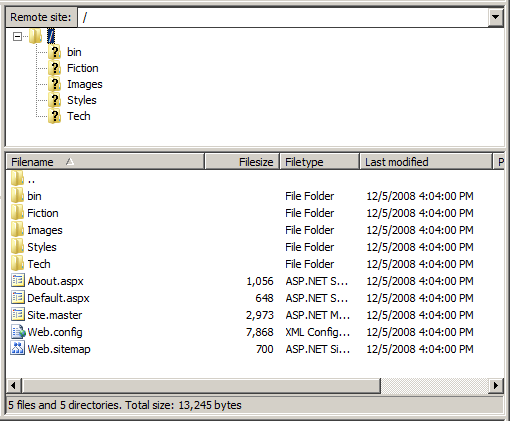 Remote site: /
/
? bin
? Fiction
? Images
? Styles
? Tech
Filename Filesize Filetype Last modified P
..
bin File Folder 12/5/2008 4:04:00 PM
Fiction File Folder 12/5/2008 4:04:00 PM
Images File Folder 12/5/2008 4:04:00 PM
Styles File Folder 12/5/2008 4:04:00 PM
Tech File Folder 12/5/2008 4:04:00 PM
About.aspx 1,056 ASP.NET S... 12/5/2008 4:04:00 PM
Default.aspx 648 ASP.NET S... 12/5/2008 4:04:00 PM
Site.master 2,973 ASP.NET M... 12/5/2008 4:04:00 PM
Web.config 7,868 XML Config... 12/5/2008 4:04:00 PM
Web.sitemap 700 ASP.NET Si... 12/5/2008 4:04:00 PM
5 files and 5 directories. Total size: 13,245 bytes